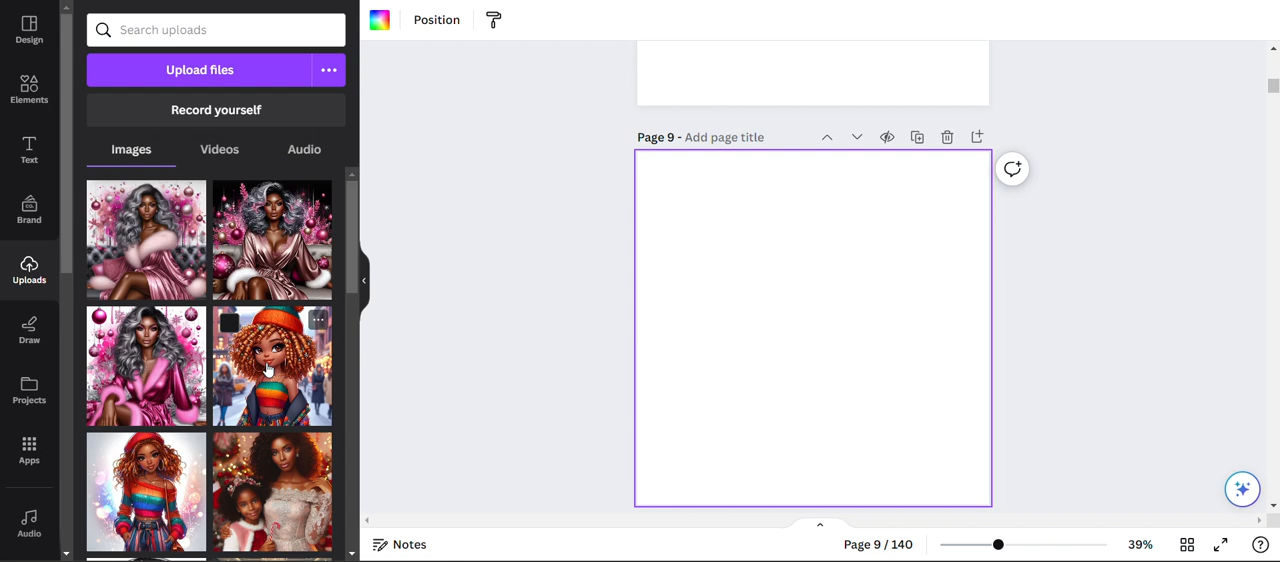 Design
Elements
Text
CO.
Brand
Uploads
Draw
Projects
Apps
Audio
Search uploads
Upload files
Record yourself
Images Videos Audio
Position
Page 9 - Add page title
Notes
Page 9 / 140
39%